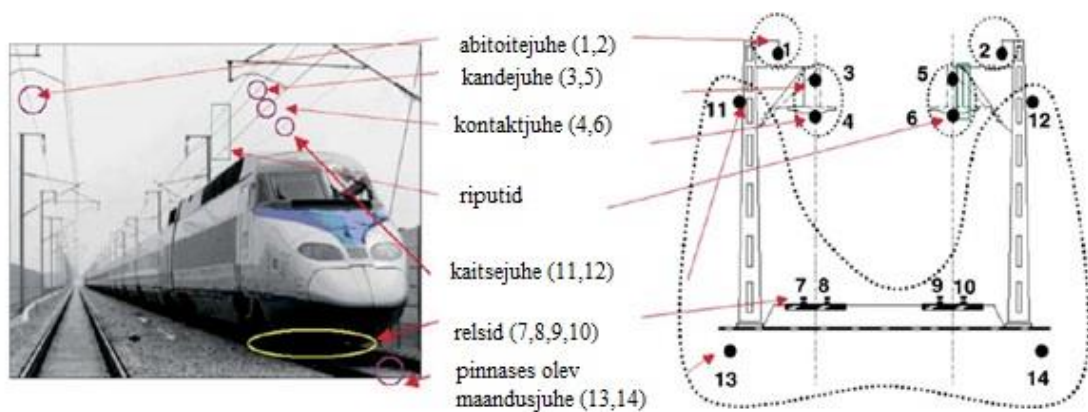 abitoitejuhe (1,2)
kandejuhe (3,5)
kontaktjuhe (4,6)
riputid
kaitsejuhe (11,12)
relsid (7,8,9,10)
pinnases olev
maandusjuhe (13,14)
1 2
3 5
11 12
4 6
7 8 9 10
13 14